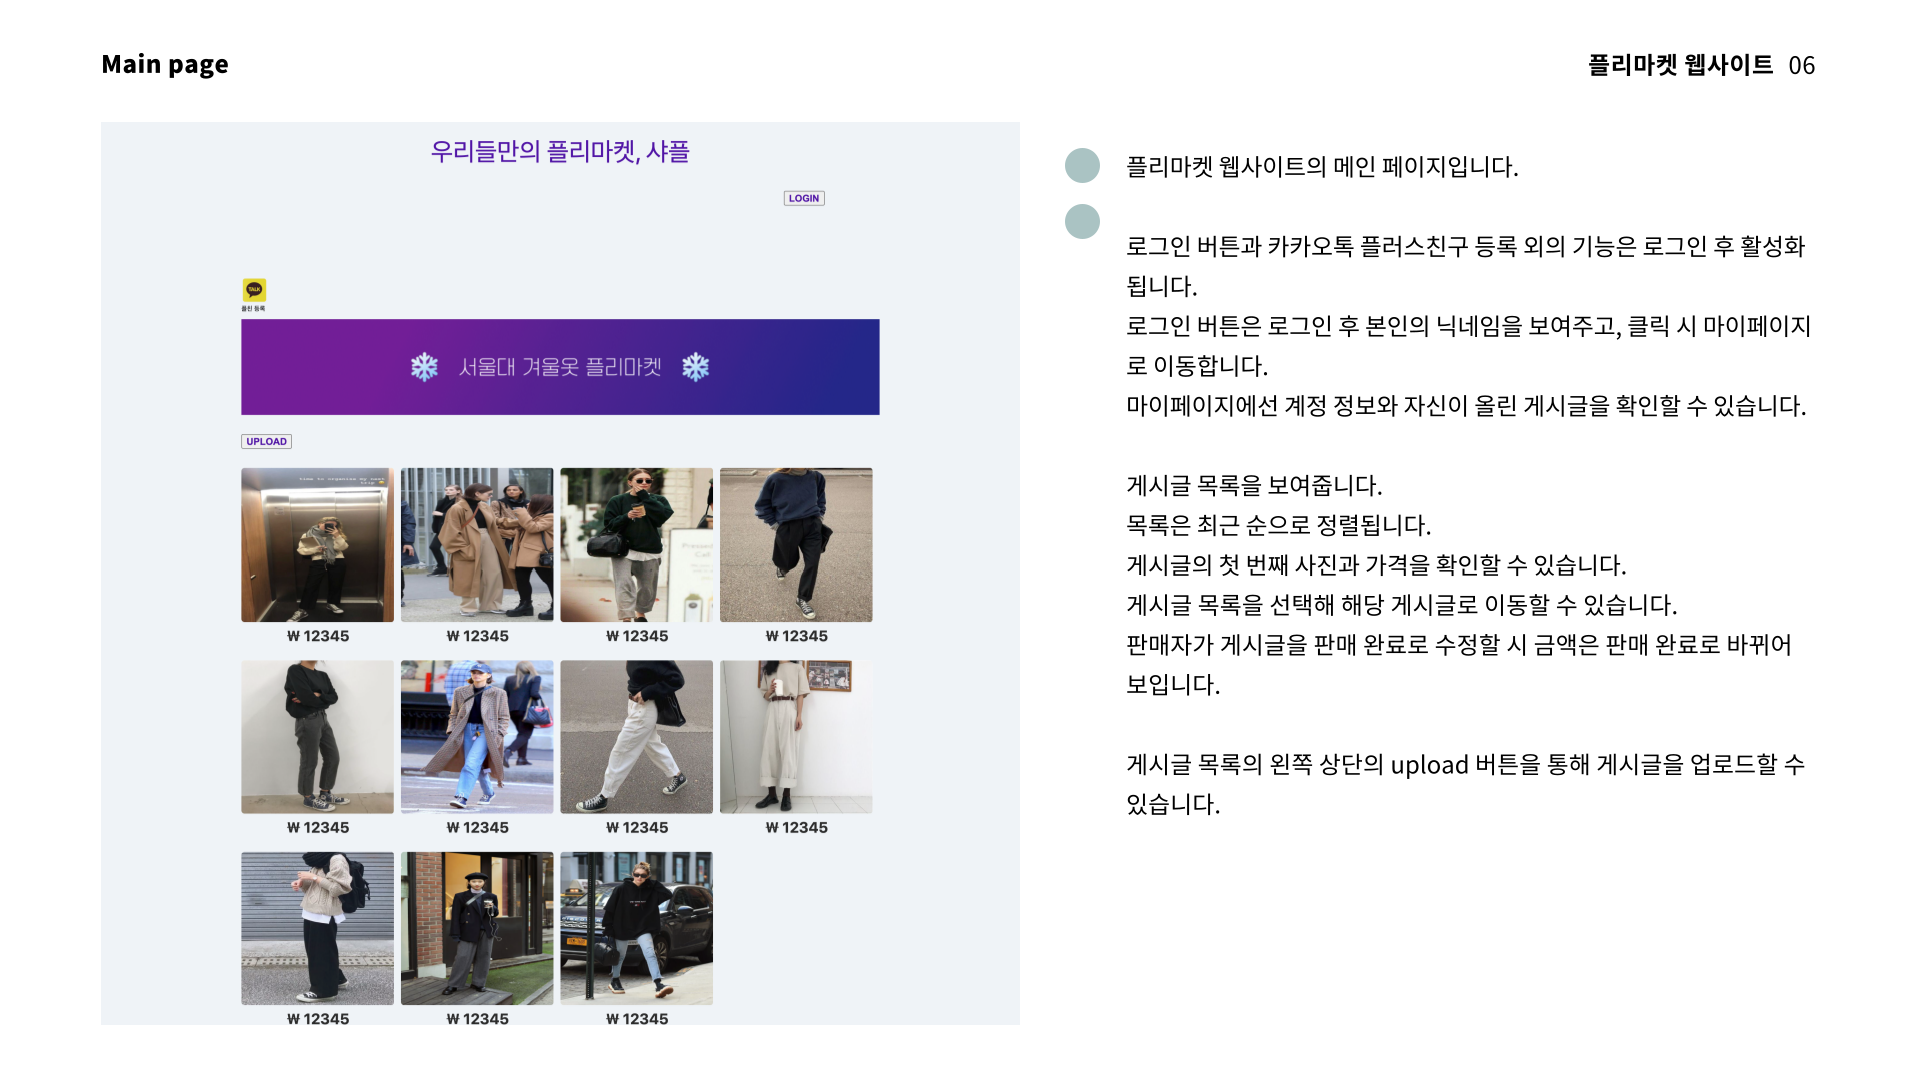 Main page
플리마켓 웹사이트 06
우리들만의 플리마켓, 샤플
LOGIN
TALK
플친 등록
서울대 겨울옷 플리마켓
UPLOAD
time to organize my next
trip
₩ 12345
₩ 12345
₩ 12345
₩ 12345
₩ 12345
₩ 12345
₩ 12345
₩ 12345
₩ 12345
₩ 12345
₩ 12345
플리마켓 웹사이트의 메인 페이지입니다.
로그인 버튼과 카카오톡 플러스친구 등록 외의 기능은 로그인 후 활성화
됩니다.
로그인 버튼은 로그인 후 본인의 닉네임을 보여주고, 클릭 시 마이페이지
로 이동합니다.
마이페이지에선 계정 정보와 자신이 올린 게시글을 확인할 수 있습니다.
게시글 목록을 보여줍니다.
목록은 최근 순으로 정렬됩니다.
게시글의 첫 번째 사진과 가격을 확인할 수 있습니다.
게시글 목록을 선택해 해당 게시글로 이동할 수 있습니다.
판매자가 게시글을 판매 완료로 수정할 시 금액은 판매 완료로 바뀌어
보입니다.
게시글 목록의 왼쪽 상단의 upload 버튼을 통해 게시글을 업로드할 수
있습니다.